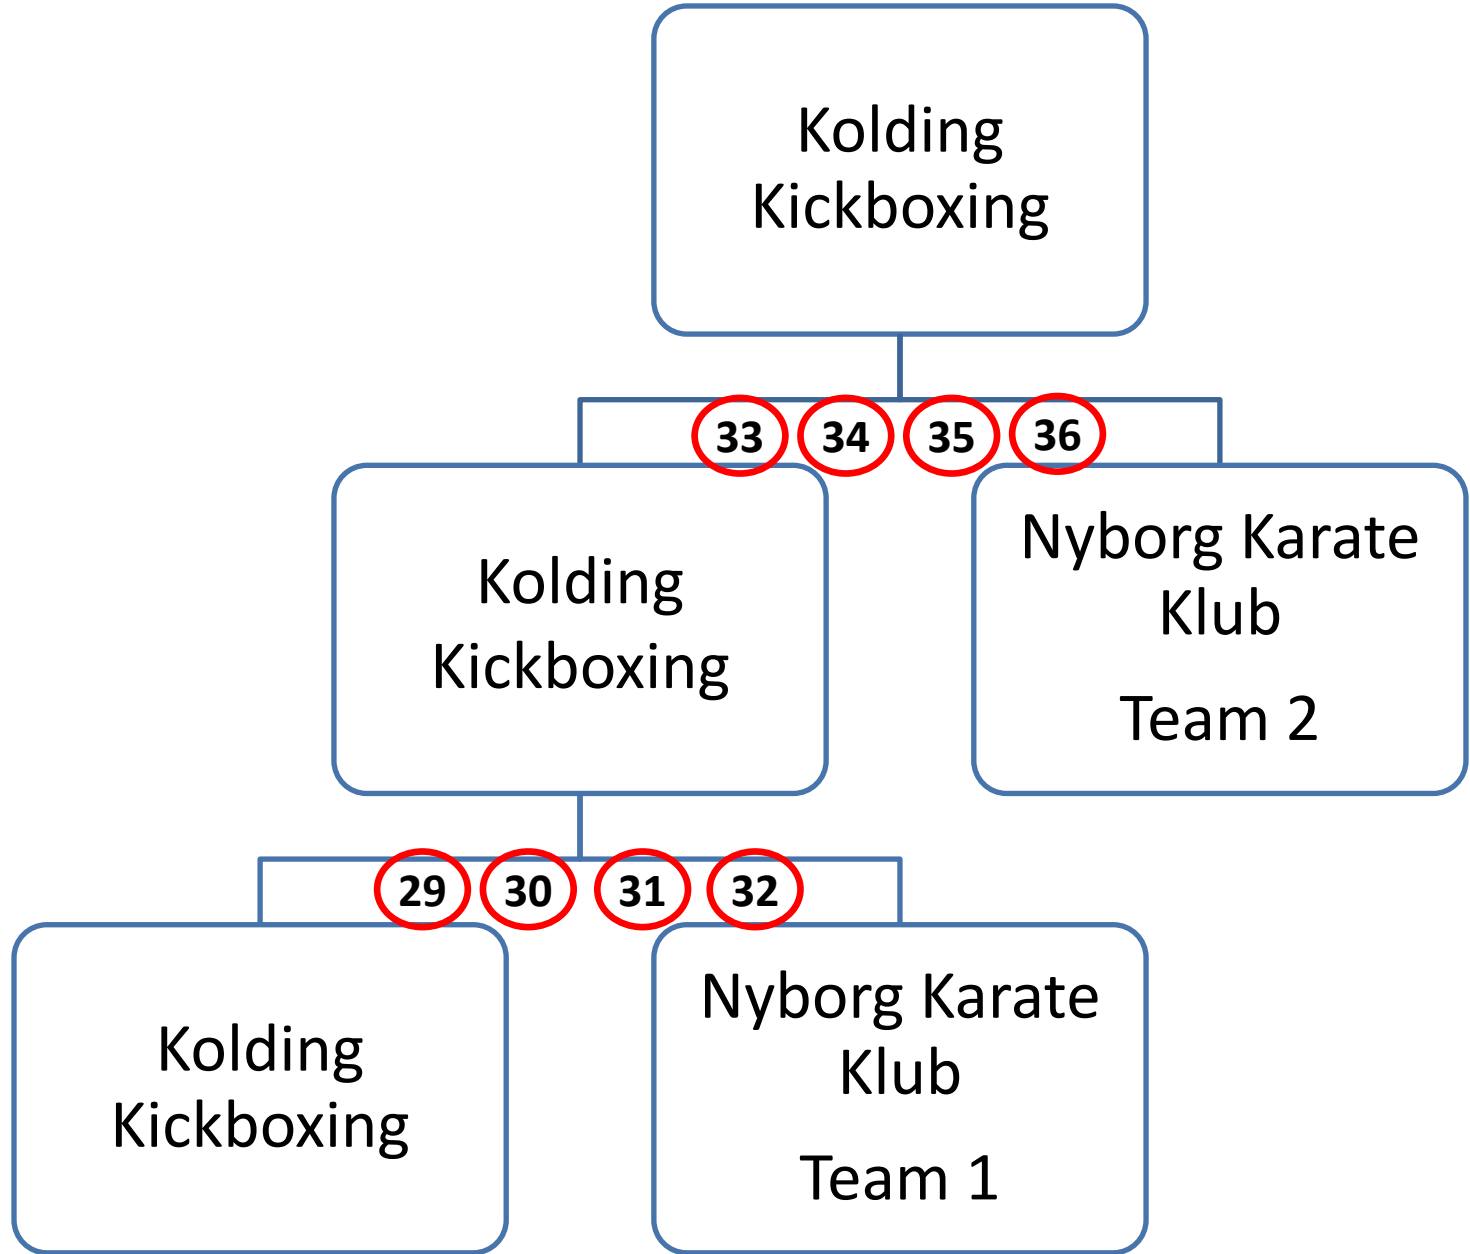 Kolding
Kickboxing
33 34 35 36
Kolding
Kickboxing
Nyborg Karate
Klub
Team 2
29 30 31 32
Kolding
Kickboxing
Nyborg Karate
Klub
Team 1